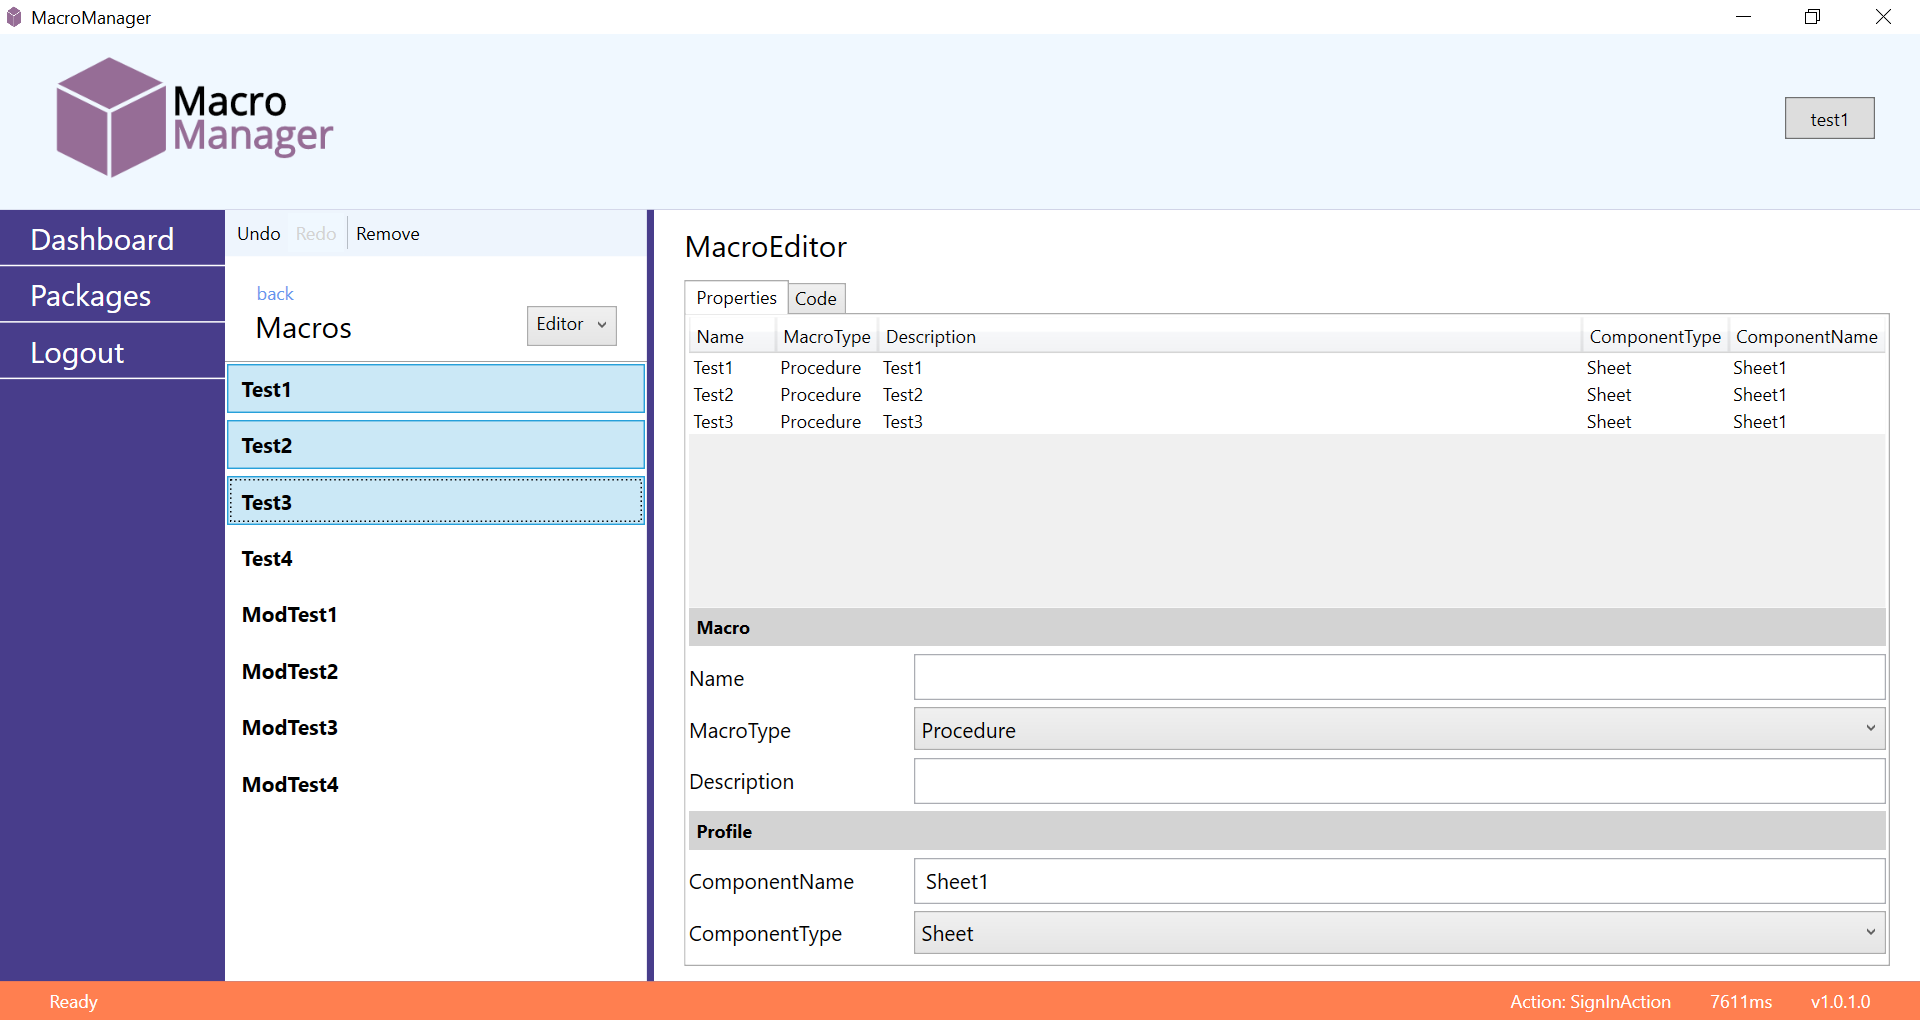 MacroManager
Macro
Manager
test1
Dashboard
Packages
Logout
Undo Redo Remove
back
Macros
Editor
Test1
Test2
Test3
Test4
ModTest1
ModTest2
ModTest3
ModTest4
MacroEditor
Properties Code
Name MacroType Description ComponentType ComponentName
Test1 Procedure Test1 Sheet Sheet1
Test2 Procedure Test2 Sheet Sheet1
Test3 Procedure Test3 Sheet Sheet1
Macro
Name
MacroType Procedure
Description
Profile
ComponentName Sheet1
ComponentType Sheet
Ready Action: SignInAction 7611ms v1.0.1.0